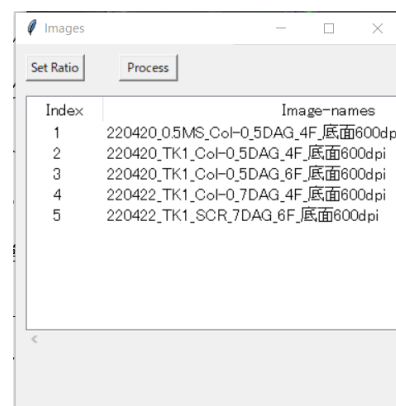 Images
Set Ratio Process
Index× Image-names
1 220420_0.5MS_Col-0_5DAG_4F_底面600dp
2 220420_TK1_Col-0_5DAG_4F_底面600dpi
3 220420_TK1_Col-0_5DAG_6F_底面600dpi
4 220422_TK1_Col-0_7DAG_4F_底面600dpi
5 220422_TK1_SCR_7DAG_6F_底面600dpi